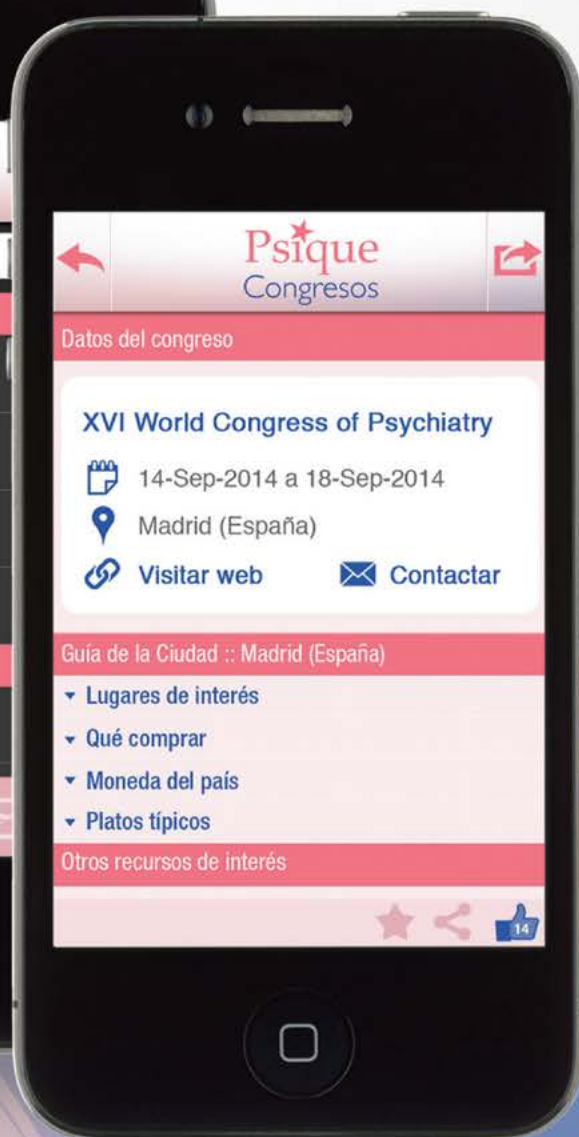 Psique
Congresos
Datos del congreso
XVI World Congress of Psychiatry
14-Sep-2014 a 18-Sep-2014
Madrid (España)
Visitar web
Contactar
Guía de la Ciudad :: Madrid (España)
Lugares de interés
Qué comprar
Moneda del país
Platos típicos
Otros recursos de interés
14